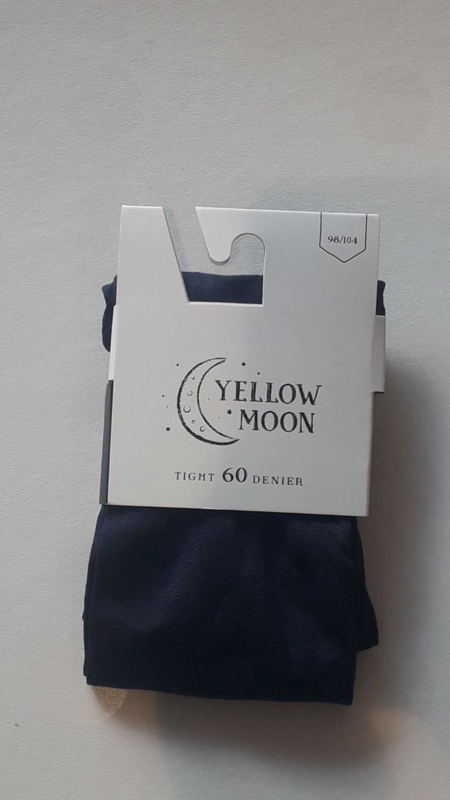 98/104
YELLOW
MOON
TIGHT 60 DENIER